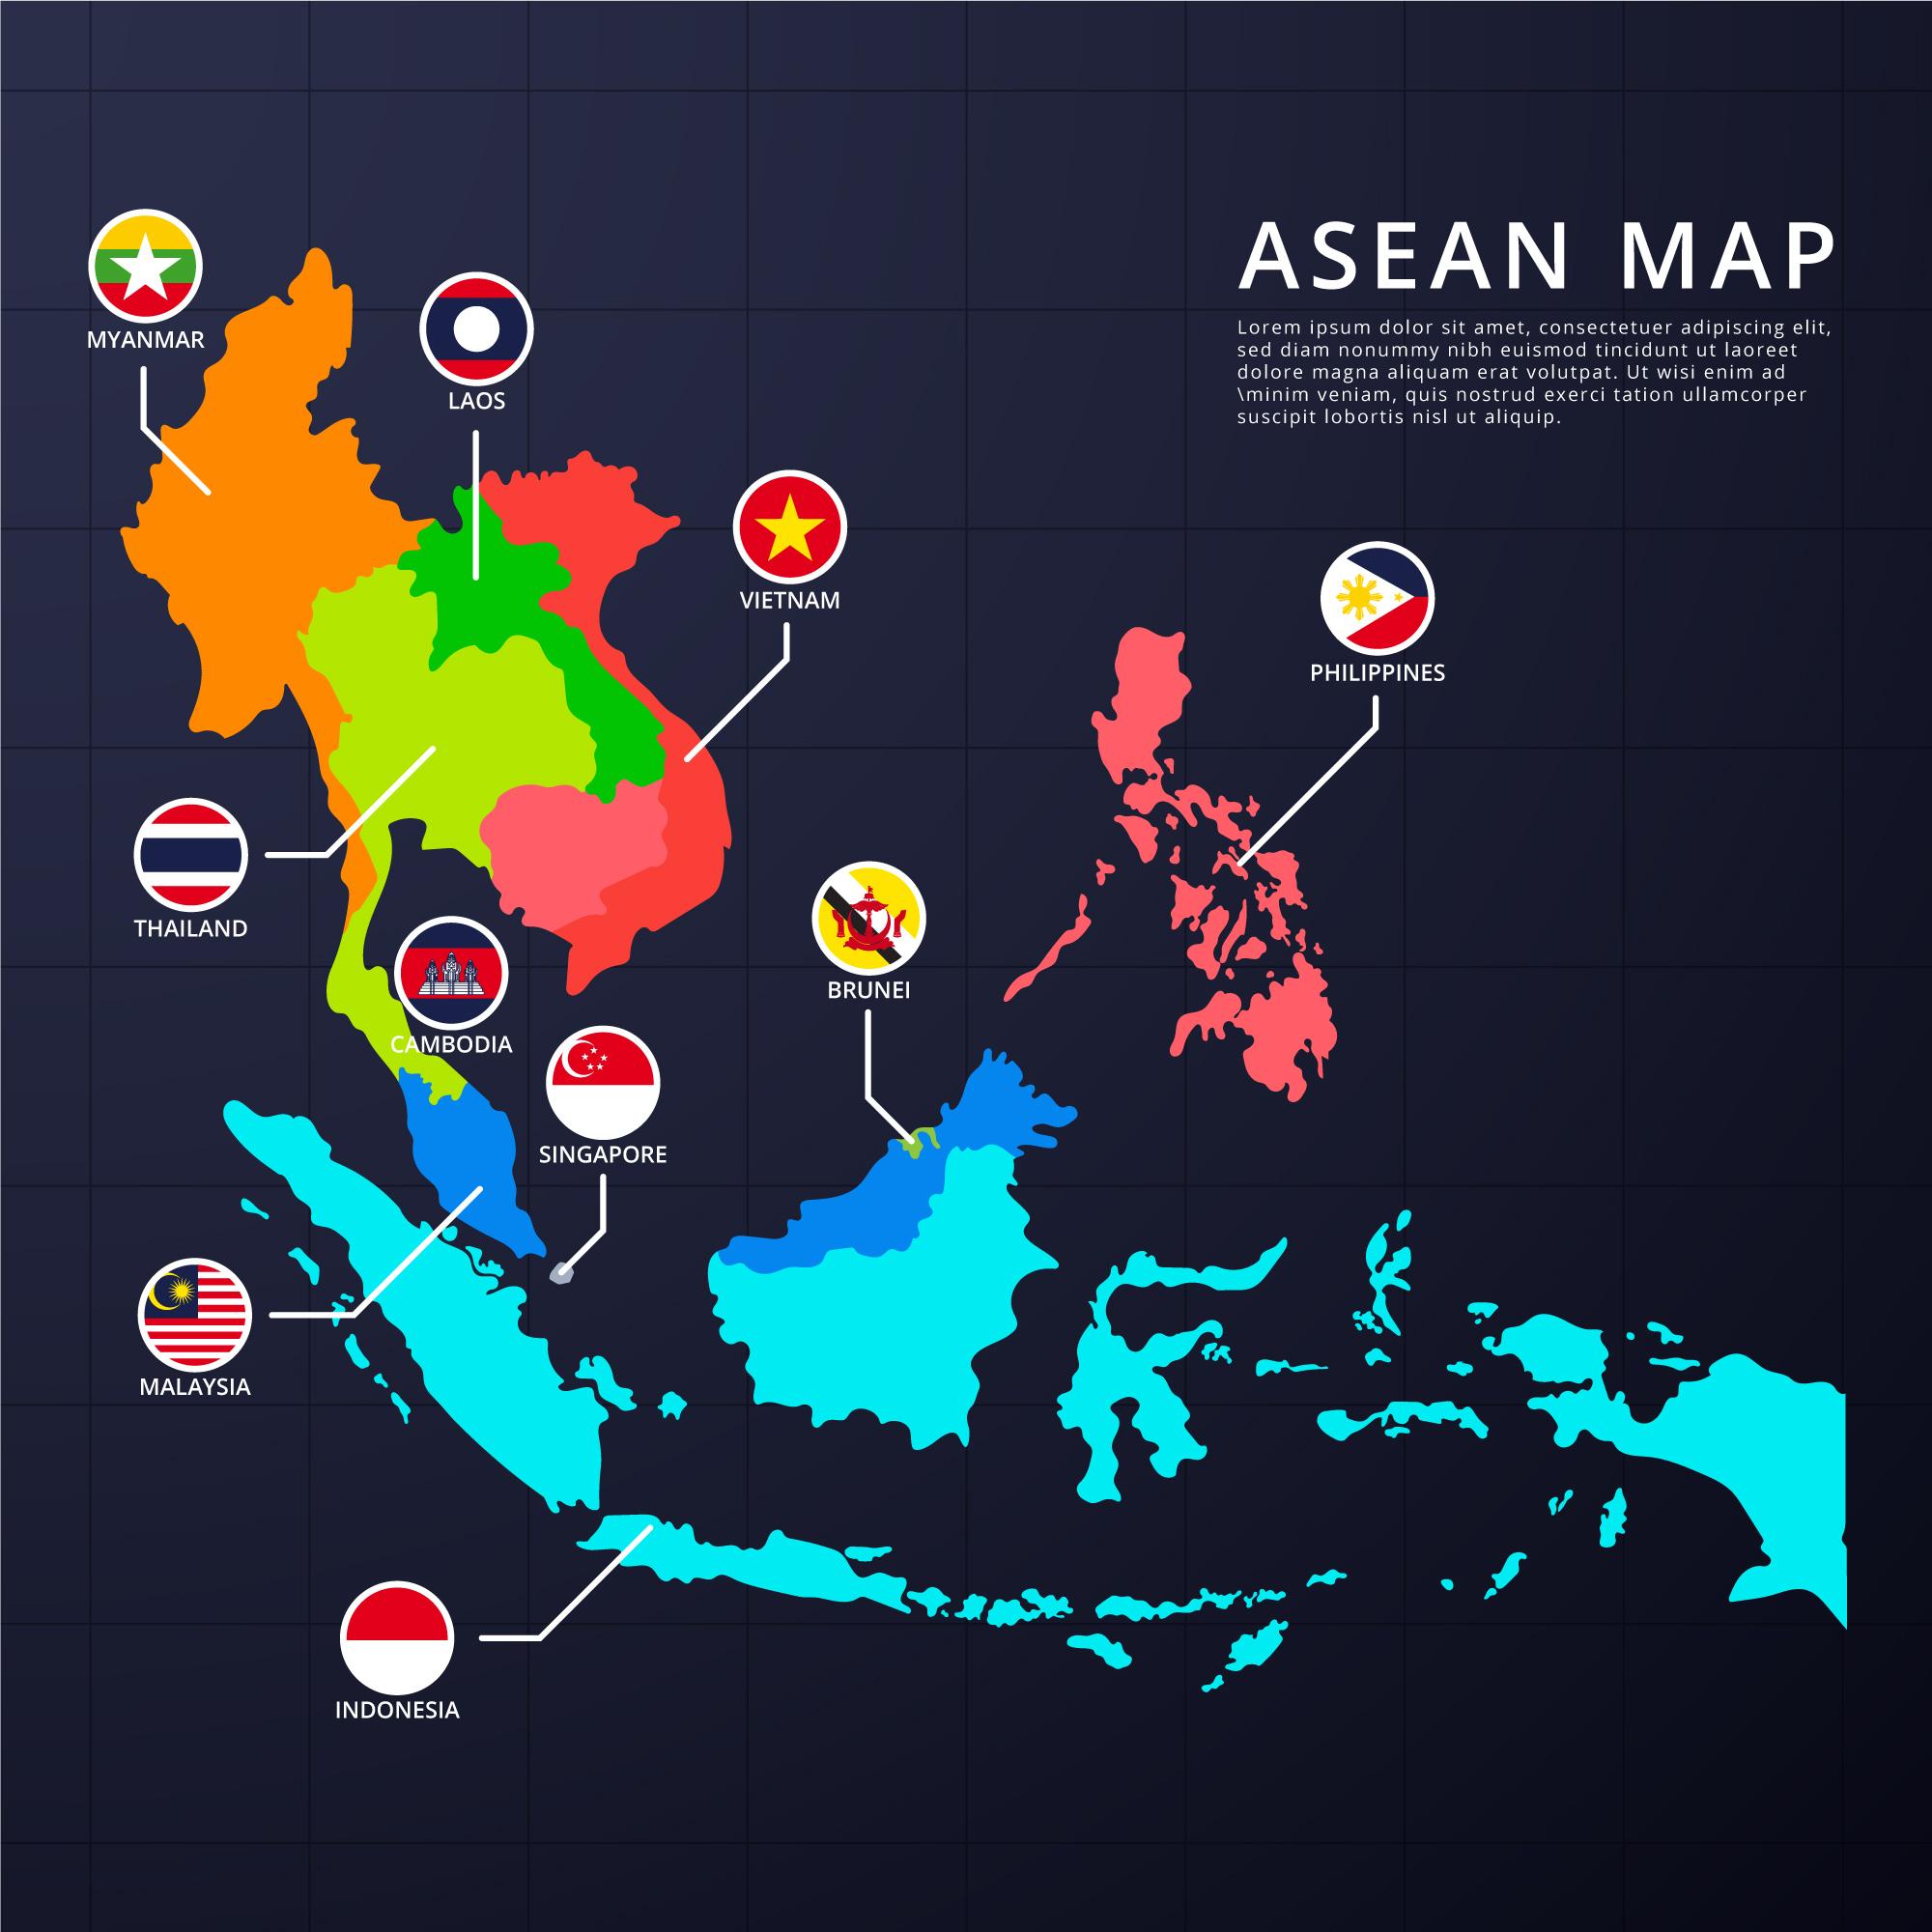 ASEAN MAP
Lorem ipsum dolor sit amet, consectetuer adipiscing elit,
sed diam nonummy nibh euismod tincidunt ut laoreet
dolore magna aliquam erat volutpat. Ut wisi enim ad
\minim veniam, quis nostrud exerci tation ullamcorper
suscipit lobortis nisl ut aliquip.
MYANMAR
LAOS
VIETNAM
PHILIPPINES
THAILAND
BRUNEI
CAMBODIA
SINGAPORE
MALAYSIA
INDONESIA